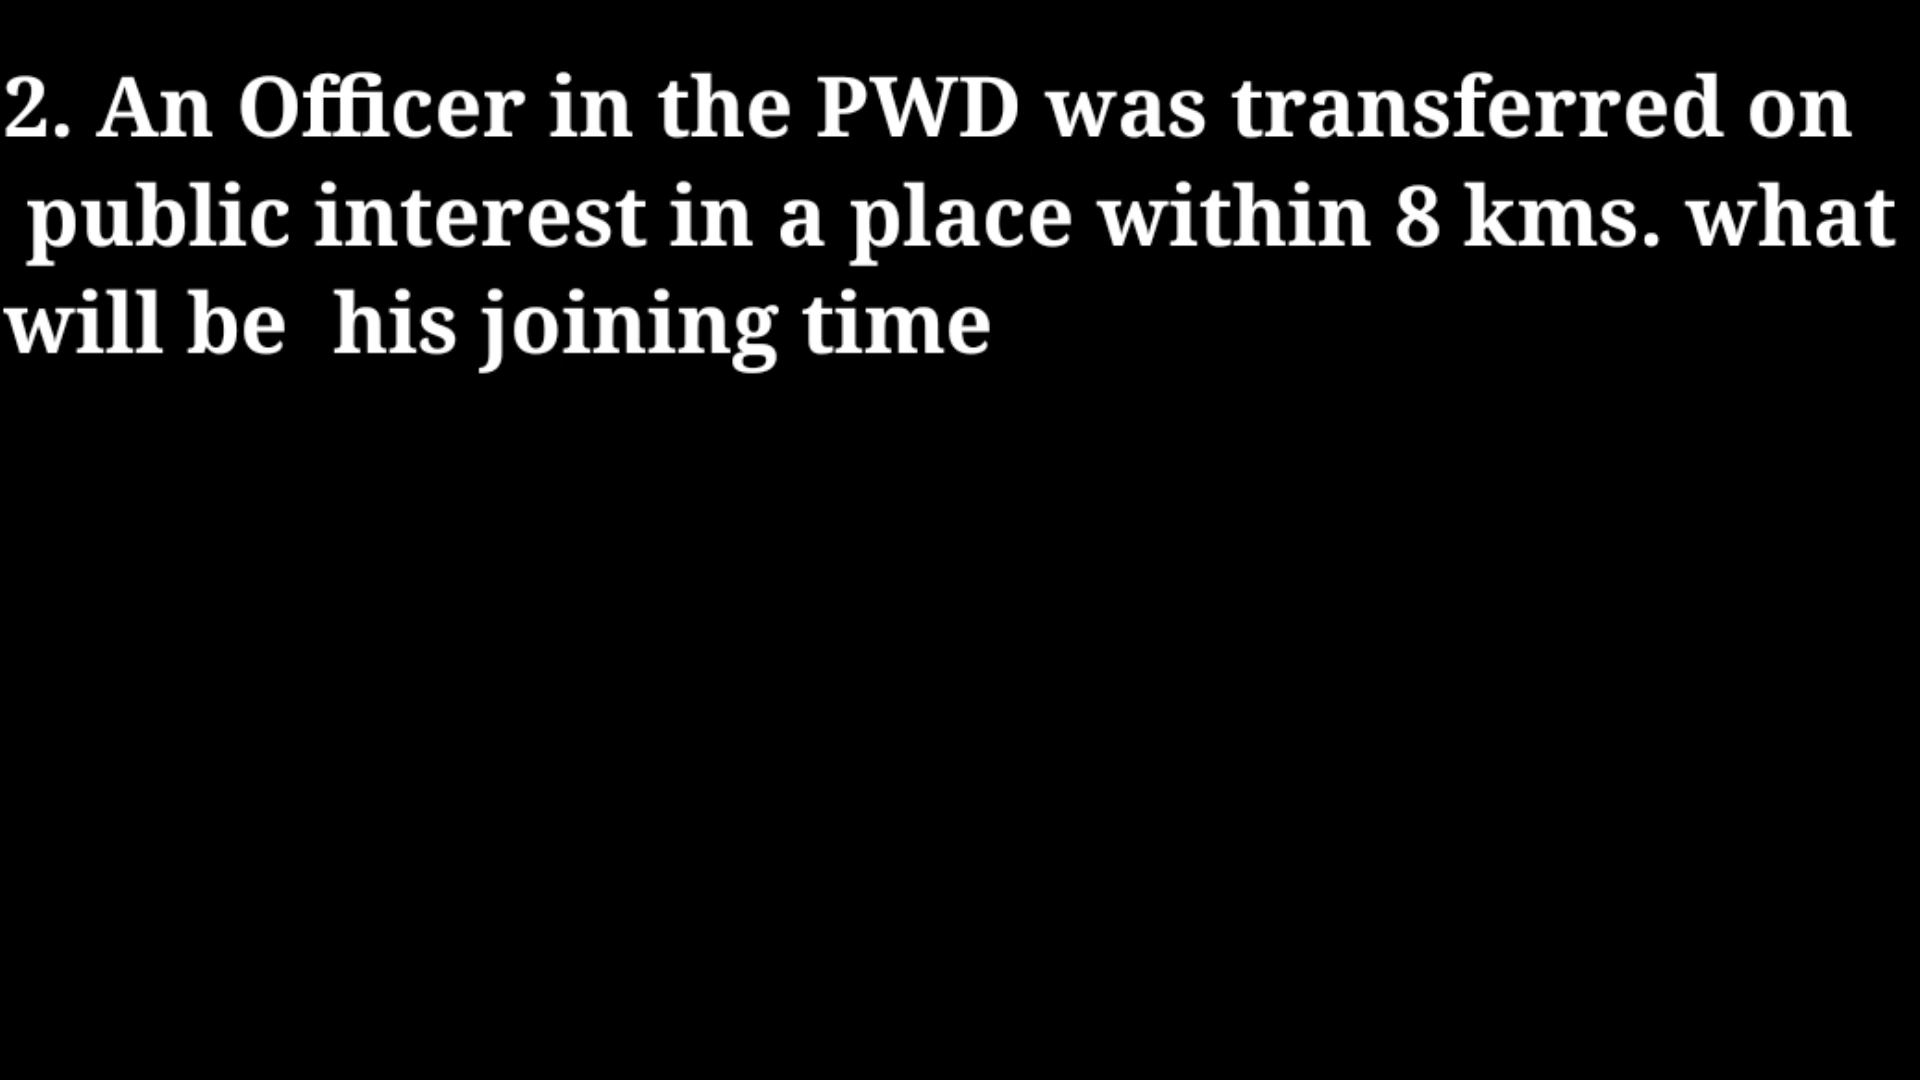 2. An Officer in the PWD was transferred on
public interest in a place within 8 kms. what
will be  his joining time